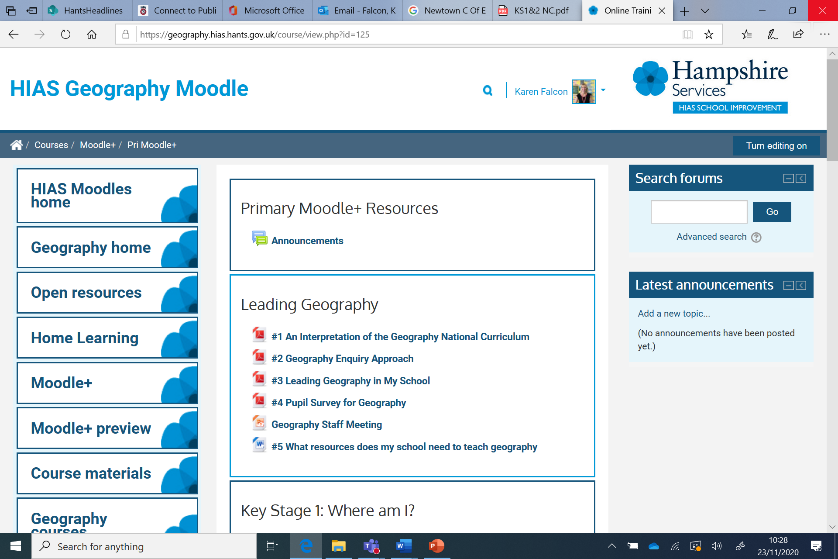 HantsHeadlines
Connect to Publi
Microsoft Office
Email - Falcon, K
Newtown C Of E
KS1&2 NC.pdf
Online Traini
https://geography.hias.hants.gov.uk/course/view.php?id=125
HIAS Geography Moodle
Karen Falcon
Hampshire
Services
HIAS SCHOOL IMPROVEMENT
/ Courses / Moodle+ / Pri Moodle+
Turn editing on
HIAS Moodles
home
Geography home
Open resources
Home Learning
Moodle+
Moodle+ preview
Course materials
Geography
courses
Primary Moodle+ Resources
Announcements
Leading Geography
#1 An Interpretation of the Geography National Curriculum
#2 Geography Enquiry Approach
#3 Leading Geography in My School
#4 Pupil Survey for Geography
Geography Staff Meeting
#5 What resources does my school need to teach geography
Key Stage 1: Where am I?
Search forums
Go
Advanced search
Latest announcements
Add a new topic...
(No announcements have been posted
yet.)
Search for anything
10:28
23/11/2020